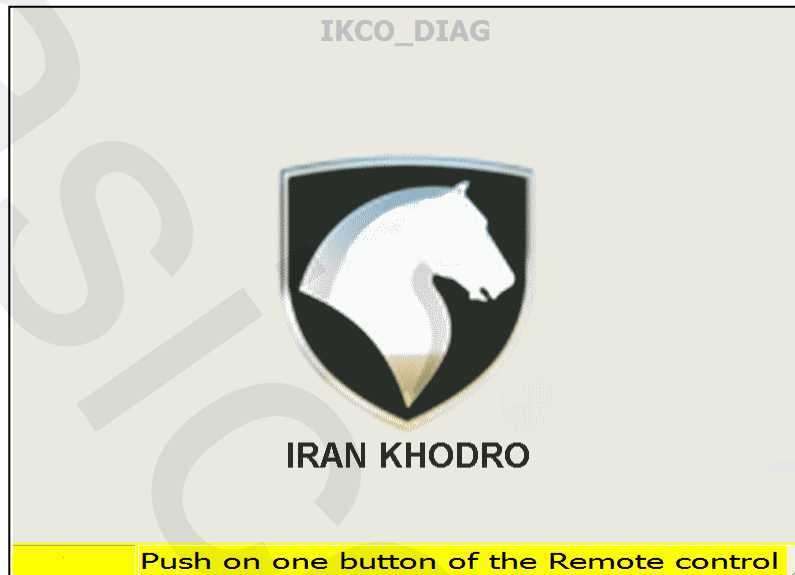 IKCO_DIAG
IRAN KHODRO
Push on one button of the Remote control